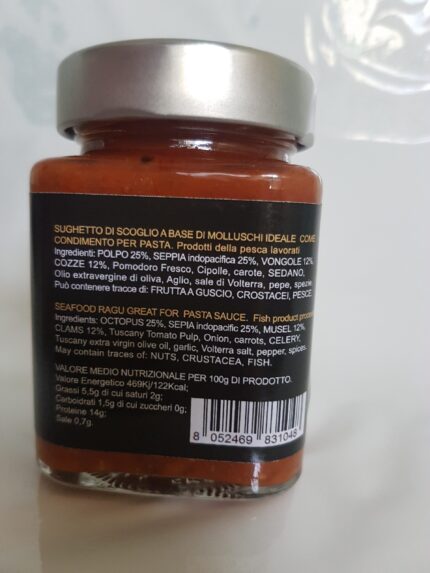 SUGHETTO DI SCOGLIO A BASE DI MOLLUSCHI IDEALE COME
CONDIMENTO PER PASTA. Prodotti della pesca lavorati
Ingredienti: POLPO 25%, SEPPIA indopacifica 25%, VONGOLE 12%,
COZZE 12%, Pomodoro Fresco, Cipolle, carote, SEDANO,
Olio extravergine di oliva, Aglio, sale di Volterra, pepe, spezie.
Può contenere tracce di: FRUTTA A GUSCIO, CROSTACEI, PESCE.
SEAFOOD RAGU GREAT FOR PASTA SAUCE. Fish product
Ingredients: OCTOPUS 25%, SEPIA indopacific 25%, MUSEL 12%,
CLAMS 12%, Tuscany Tomato Pulp, Onion, carrots, CELERY,
Tuscany extra virgin olive oil, garlic, Volterra salt, pepper, spices.
May contain traces of: NUTS, CRUSTACEA, FISH.
VALORE MEDIO NUTRIZIONALE PER 100g DI PRODOTTO.
Valore Energetico 469Kj/122Kcal;
Grassi 5,5g di cui saturi 2g;
Carboidrati 1,5g di cui zuccheri 0g;
Proteine 14g;
Sale 0,7g.
8 052469 831048